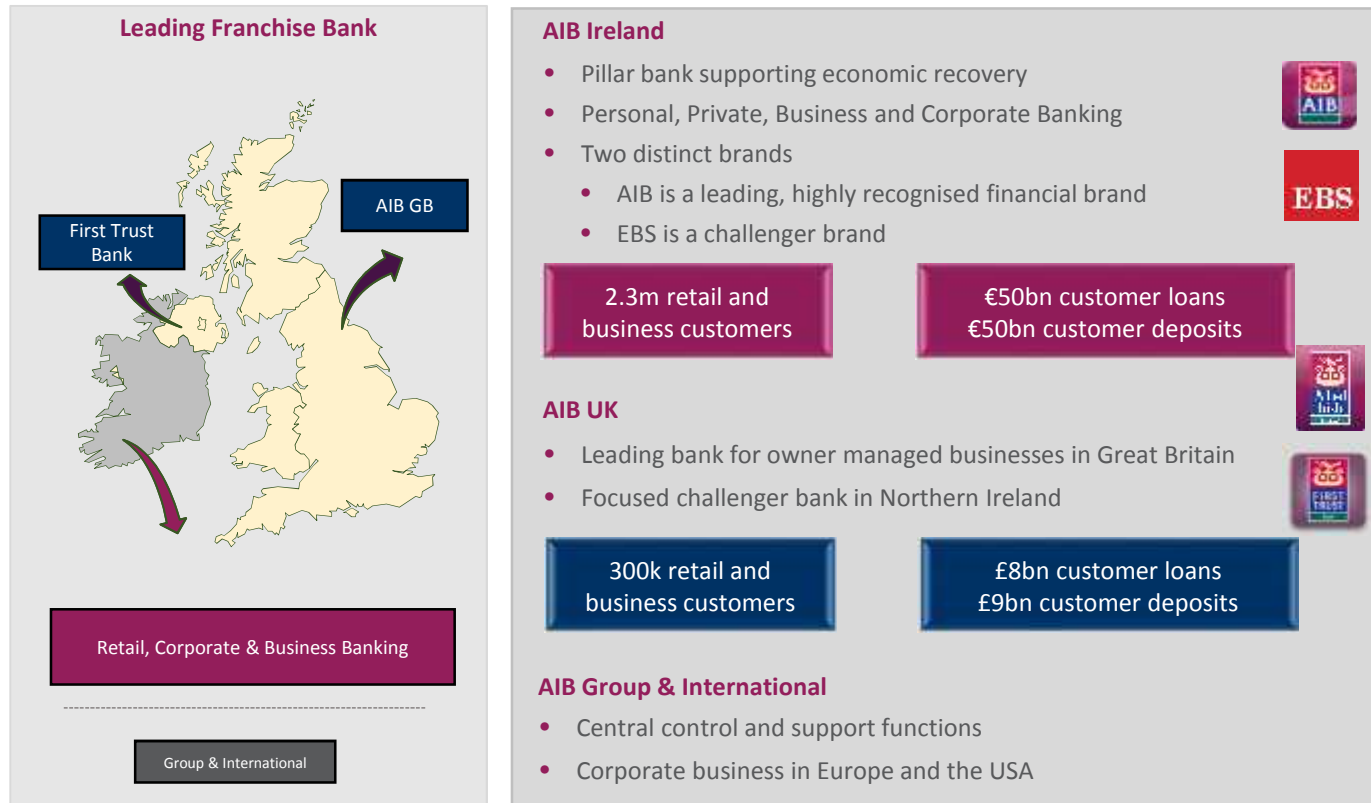 Leading Franchise Bank
AIB GB
First Trust
Bank
Retail, Corporate & Business Banking
Group & International
AIB Ireland
• Pillar bank supporting economic recovery
• Personal, Private, Business and Corporate Banking
• Two distinct brands
• AIB is a leading, highly recognised financial brand
• EBS is a challenger brand
AIB
EBS
2.3m retail and
business customers
€50bn customer loans
€50bn customer deposits
AIB UK
• Leading bank for owner managed businesses in Great Britain
• Focused challenger bank in Northern Ireland
FIRST
TRUST
300k retail and
business customers
£8bn customer loans
£9bn customer deposits
AIB Group & International
• Central control and support functions
• Corporate business in Europe and the USA